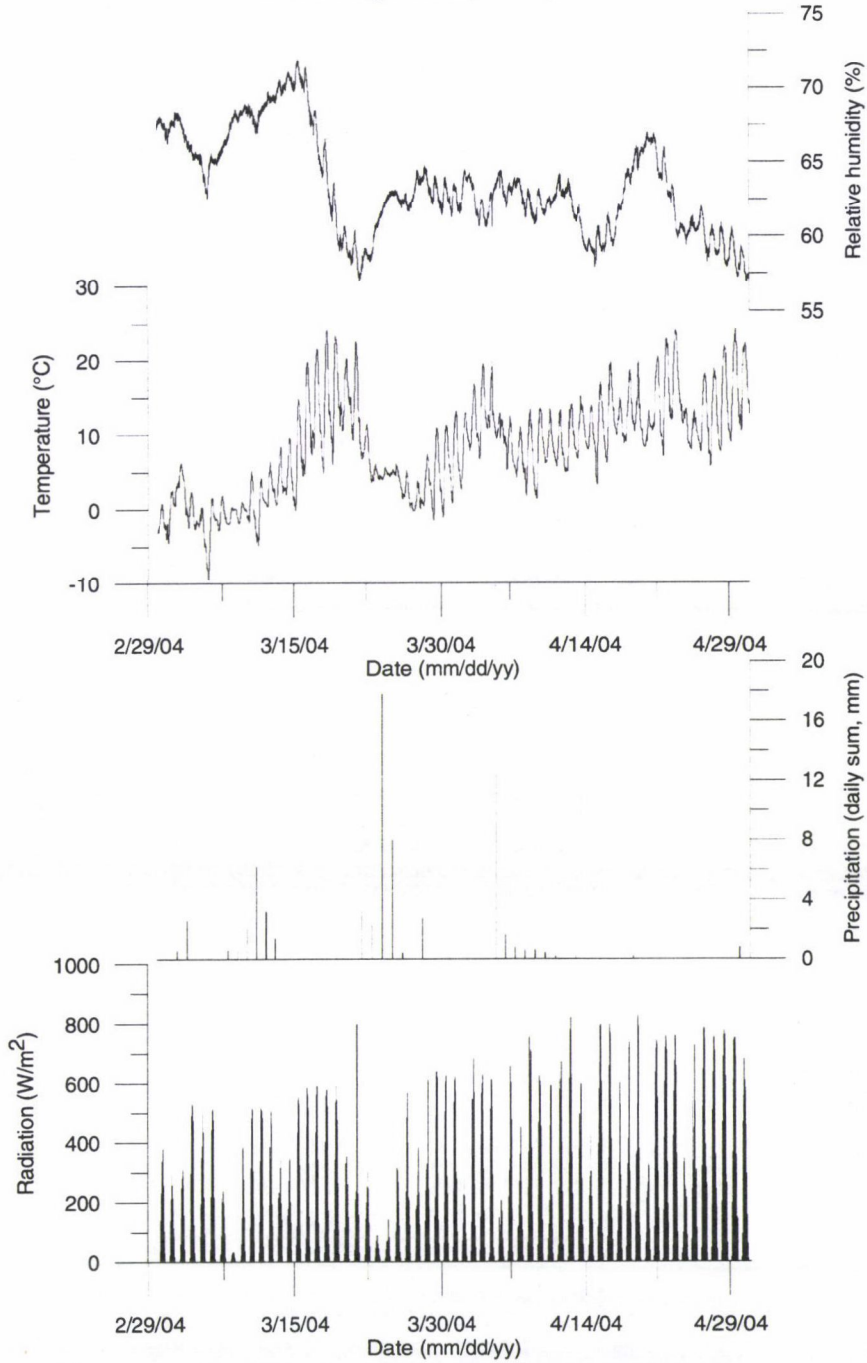 75
70
65
60
55
Relative humidity (%)
30
20
10
0
-10
Temperature (°C)
2/29/04 3/15/04 3/30/04 4/14/04 4/29/04
Date (mm/dd/yy)
20
16
12
8
4
0
Precipitation (daily sum, mm)
1000
800
600
400
200
0
Radiation (W/m²)
2/29/04 3/15/04 3/30/04 4/14/04 4/29/04
Date (mm/dd/yy)